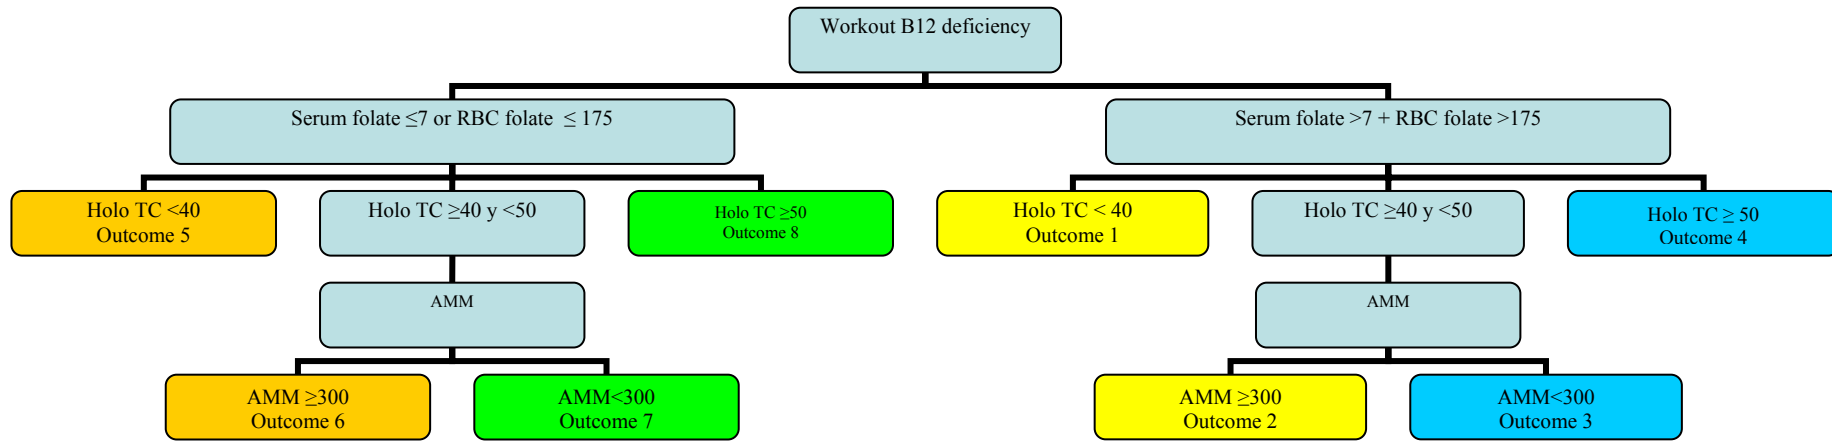 Workout B12 deficiency
Serum folate ≤7 or RBC folate ≤ 175
Serum folate >7 + RBC folate >175
Holo TC <40
Outcome 5
Holo TC ≥40 y <50
Holo TC ≥50
Outcome 8
Holo TC < 40
Outcome 1
Holo TC ≥40 y <50
Holo TC ≥ 50
Outcome 4
AMM
AMM
AMM ≥300
Outcome 6
AMM<300
Outcome 7
AMM ≥300
Outcome 2
AMM<300
Outcome 3